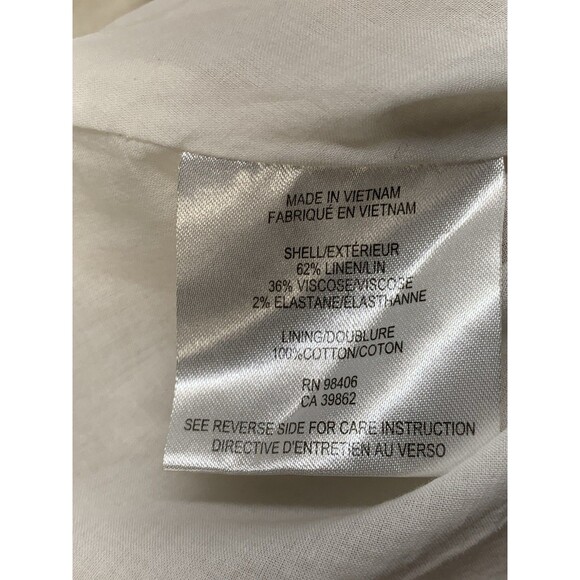 MADE IN VIETNAM
FABRIQUÉ EN VIETNAM
SHELL/EXTÉRIEUR
62% LINEN/LIN
36% VISCOSE/VISCOSE
2% ELASTANE/ÉLASTHANNE
LINING/DOUBLURE
100%COTTON/COTON
RN 98406
CA 39862
SEE REVERSE SIDE FOR CARE INSTRUCTION
DIRECTIVE D'ENTRETIEN AU VERSO